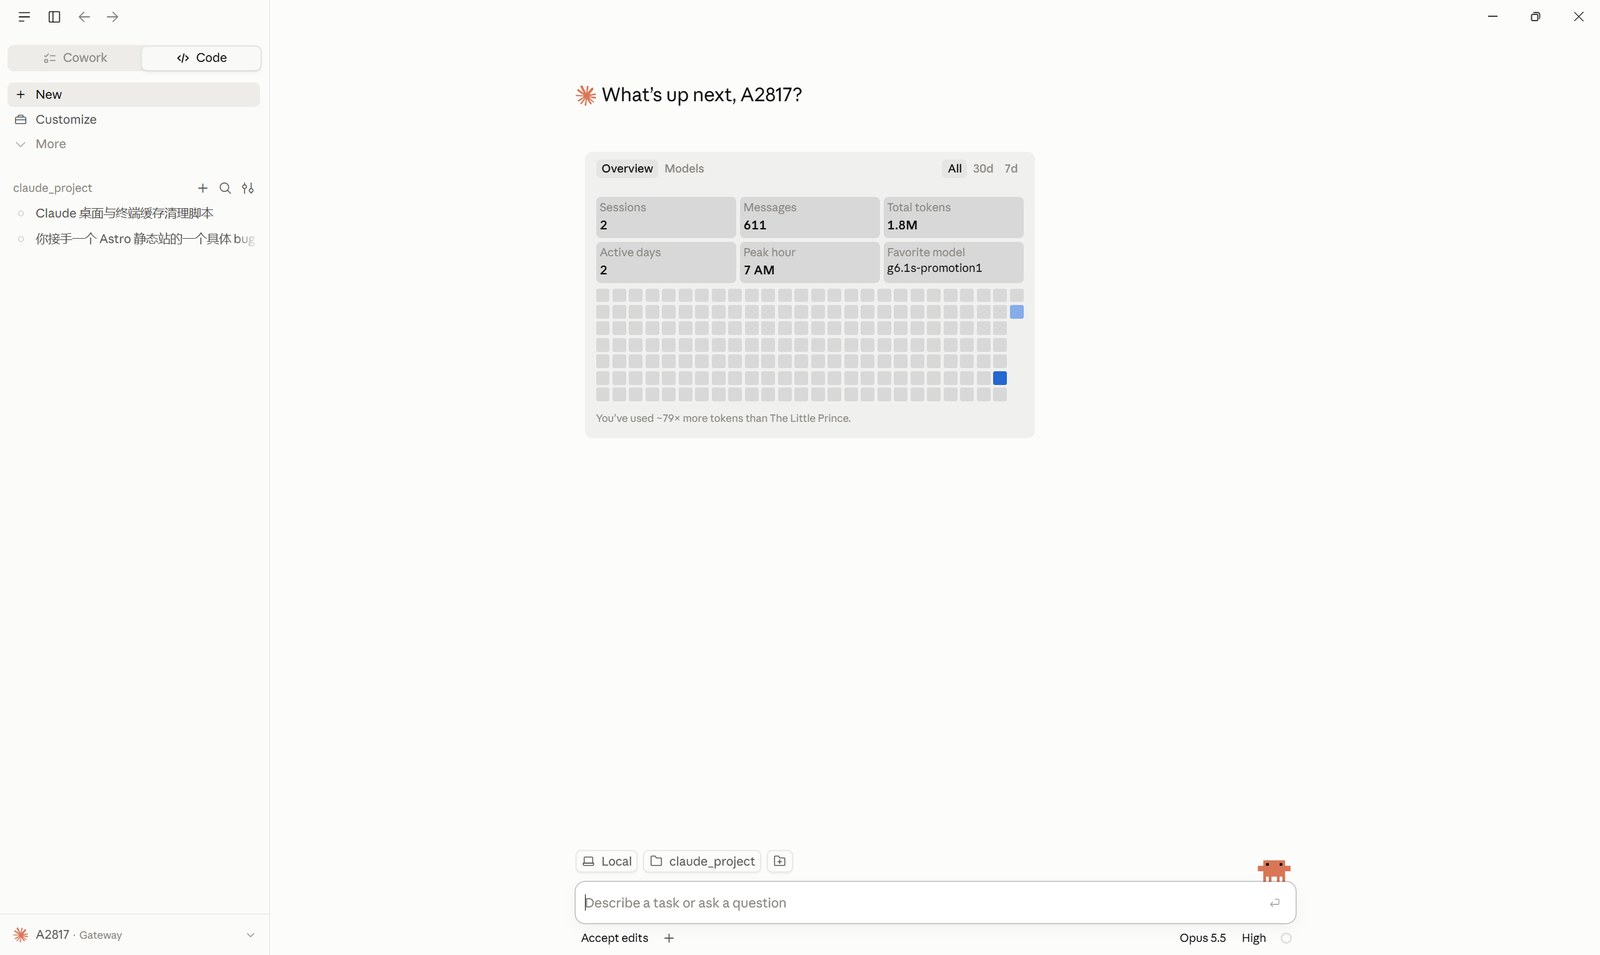 Cowork
Code
New
Customize
More
claude_project
Claude 桌面与终端缓存清理脚本
你接手一个 Astro 静态站的一个具体 bug
What's up next, A2817?
Overview Models
All 30d 7d
Sessions
2
Messages
611
Total tokens
1.8M
Active days
2
Peak hour
7 AM
Favorite model
g6.1s-promotion1
You've used ~79× more tokens than The Little Prince.
Local
claude_project
Describe a task or ask a question
Accept edits
Opus 5.5
High
A2817 · Gateway